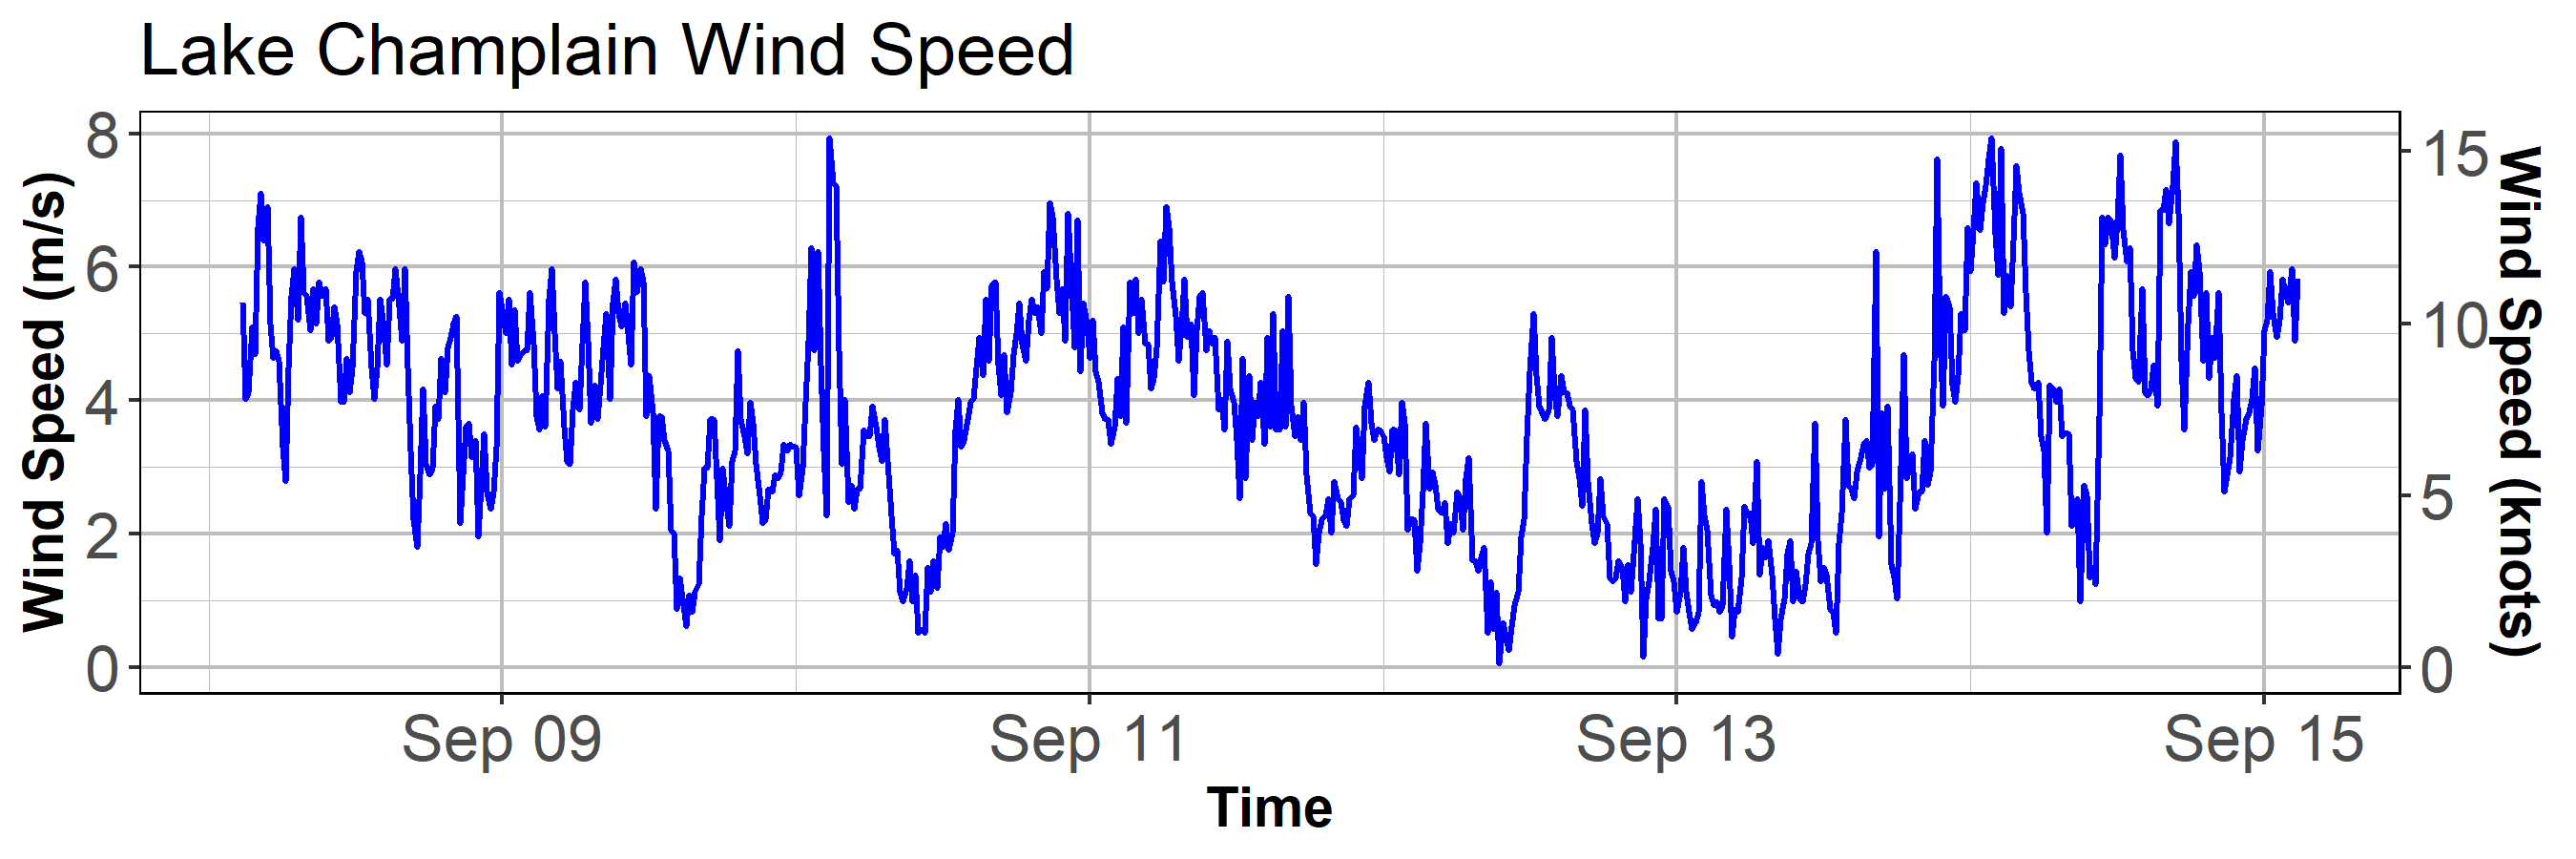 Lake Champlain Wind Speed
Wind Speed (m/s)
8
6
4
2
0
15
10
5
0
Wind Speed (knots)
Sep 09
Sep 11
Sep 13
Sep 15
Time